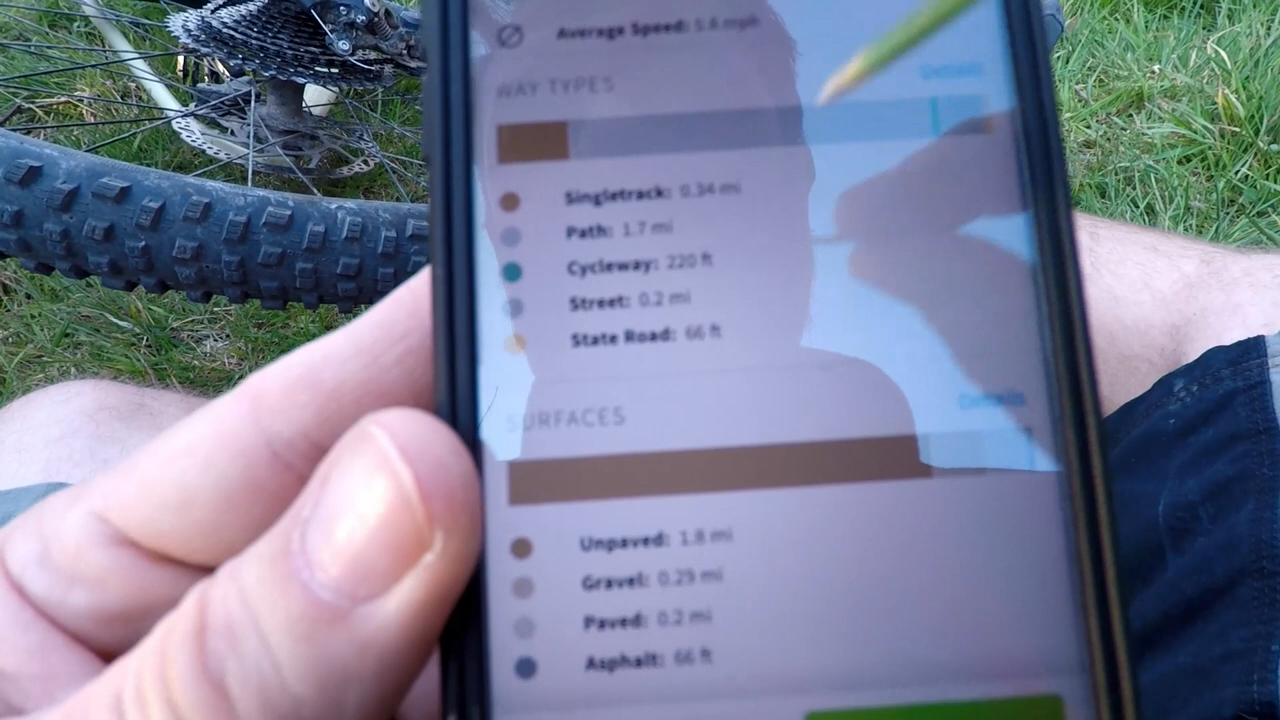 Average Speed: 5.6 mph
WAY TYPES
Details
Singletrack: 0.34 mi
Path: 1.7 mi
Cycleway: 220 ft
Street: 0.2 mi
State Road: 66 ft
SURFACES
Details
Unpaved: 1.8 mi
Gravel: 0.29 mi
Paved: 0.2 mi
Asphalt: 66 ft